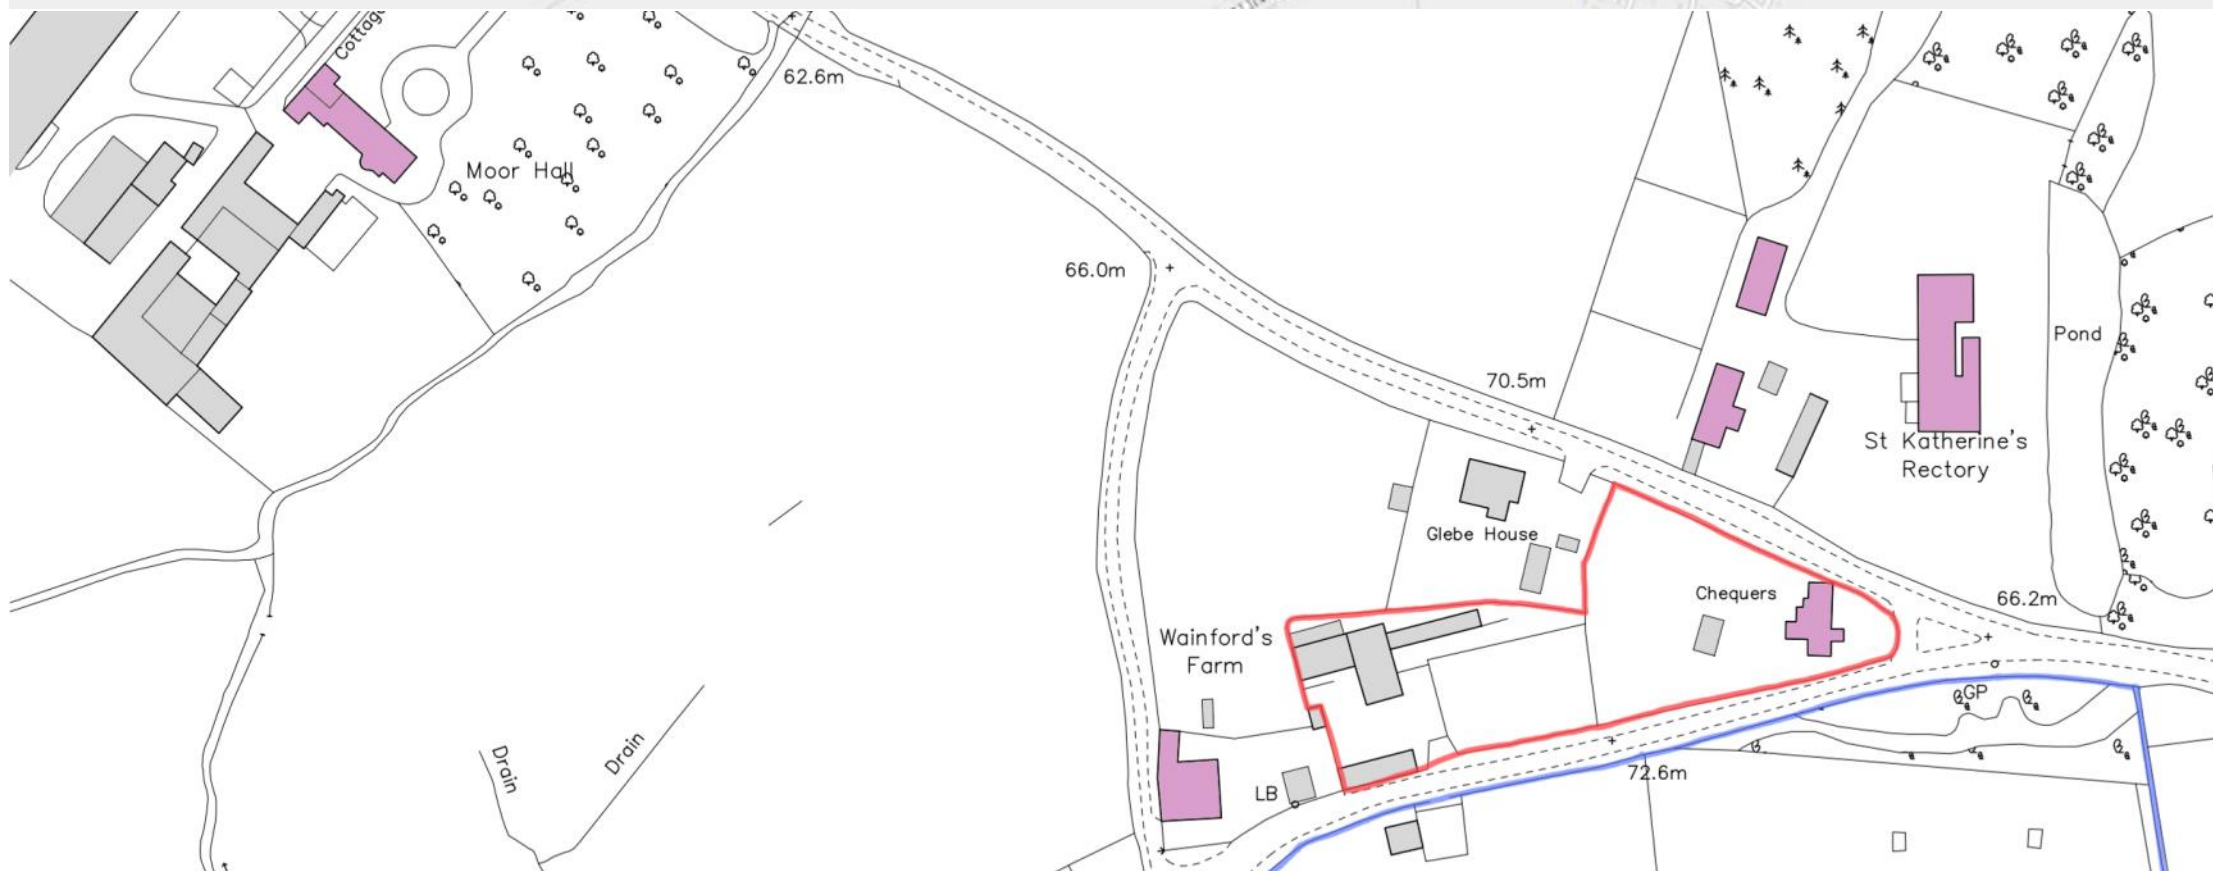 Cottage
62.6m
Moor Hall
66.0m
Pond
70.5m
St Katherine's
Rectory
Glebe House
Chequers
66.2m
Wainford's
Farm
GP
Drain
Drain
72.6m
LB